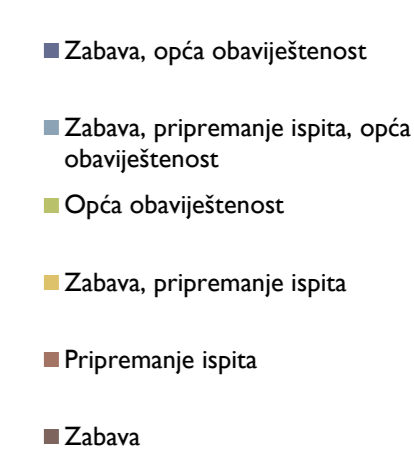 Zabava, opća obaviještenost
Zabava, pripremanje ispita, opća
obaviještenost
Opća obaviještenost
Zabava, pripremanje ispita
Pripremanje ispita
Zabava